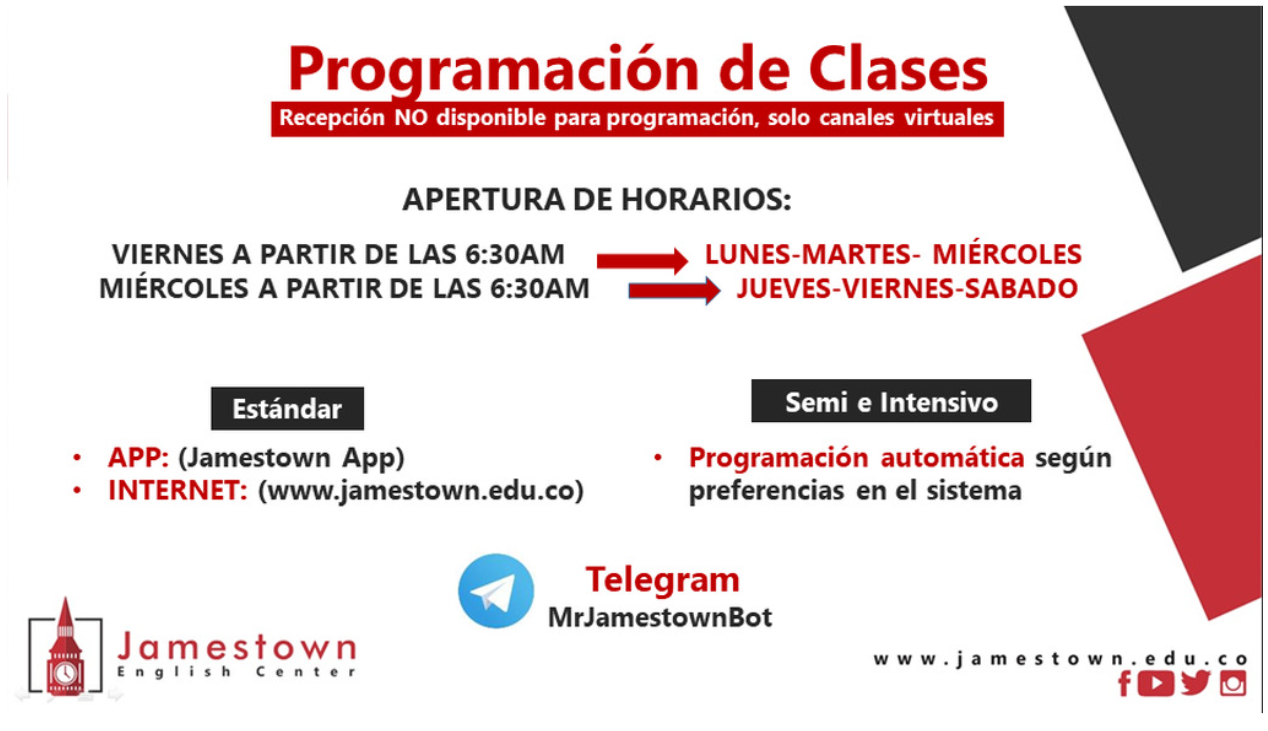 Programación de Clases
Recepción NO disponible para programación, solo canales virtuales
APERTURA DE HORARIOS:
VIERNES A PARTIR DE LAS 6:30AM LUNES-MARTES- MIÉRCOLES
MIÉRCOLES A PARTIR DE LAS 6:30AM JUEVES-VIERNES-SABADO
Estándar
• APP: (Jamestown App)
• INTERNET: (www.jamestown.edu.co)
Semi e Intensivo
• Programación automática según
preferencias en el sistema
Telegram
MrJamestownBot
Jamestown
English Center
www.jamestown.edu.co